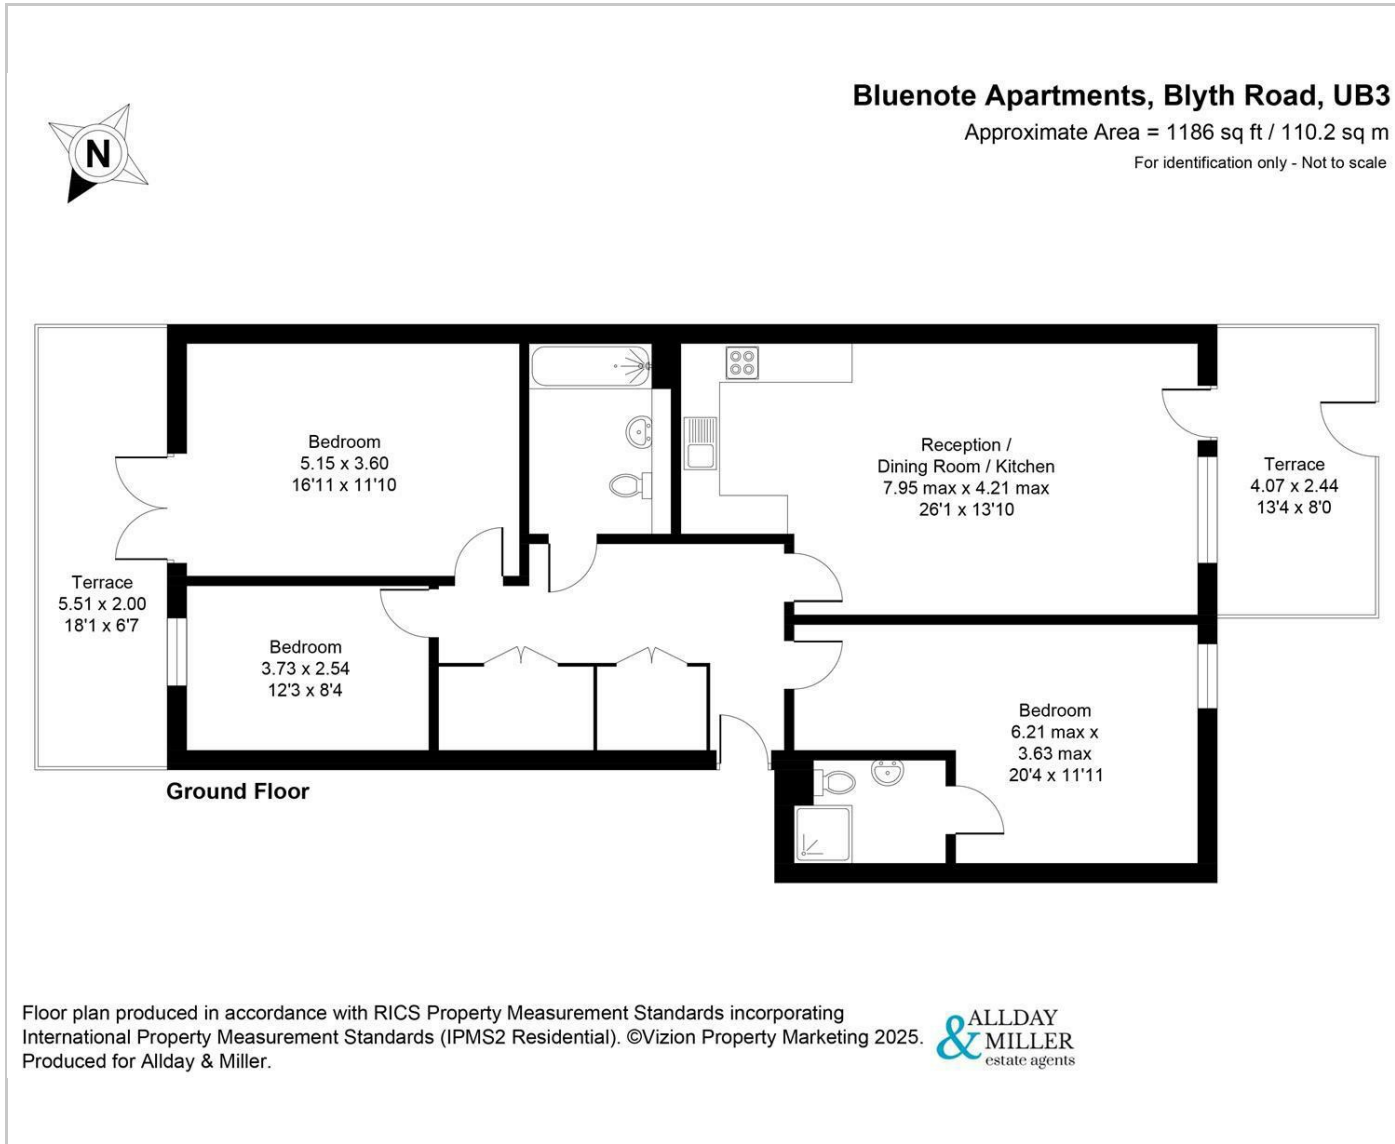 Bluenote Apartments, Blyth Road, UB3
Approximate Area = 1186 sq ft / 110.2 sq m
For identification only - Not to scale
N
Bedroom
5.15 x 3.60
16'11 x 11'10
Reception /
Dining Room / Kitchen
7.95 max x 4.21 max
26'1 x 13'10
Terrace
4.07 x 2.44
13'4 x 8'0
Terrace
5.51 x 2.00
18'1 x 6'7
Bedroom
3.73 x 2.54
12'3 x 8'4
Bedroom
6.21 max x
3.63 max
20'4 x 11'11
Ground Floor
Floor plan produced in accordance with RICS Property Measurement Standards incorporating
International Property Measurement Standards (IPMS2 Residential). ©Vizion Property Marketing 2025.
Produced for Allday & Miller.
ALLDAY
& MILLER
estate agents